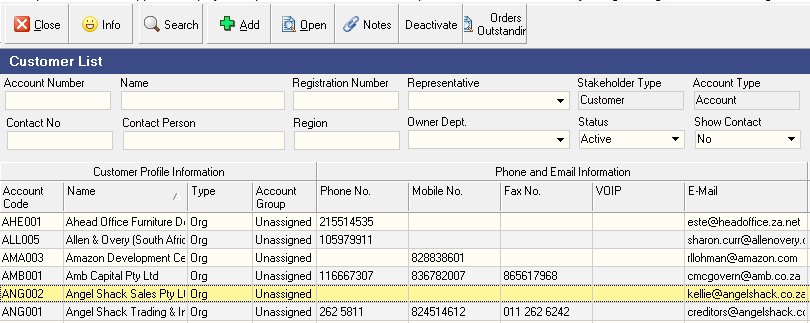 Close Info Search Add Open Notes Deactivate Orders Outstandin
Customer List
Account Number Name Registration Number Representative Stakeholder Type Account Type
Customer Account
Contact No Contact Person Region Owner Dept. Status Show Contact
Active No
Customer Profile Information Phone and Email Information
Account Code Name Type Account Group Phone No. Mobile No. Fax No. VOIP E-Mail
AHE001 Ahead Office Furniture Org Unassigned 215514535 este@headoffice.za.net
ALL005 Allen & Overy (South Afric Org Unassigned 105979911 sharon.curr@allenovery.c
AMA003 Amazon Development Ce Org Unassigned 828838601 rllohman@amazon.com
AMB001 Amb Capital Pty Ltd Org Unassigned 116667307 836782007 865617968 cmcgovern@amb.co.za
ANG002 Angel Shack Sales Pty Org Unassigned kellie@angelshack.co.za
ANG001 Angel Shack Trading & Ir Org Unassigned 262 5811 824514612 011 262 6242 creditors@angelshack.c